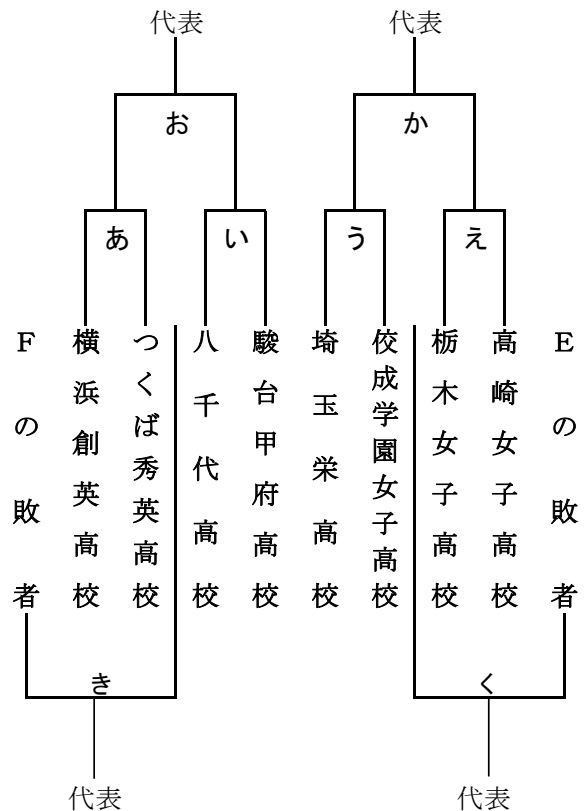 代表
代表
お
か
あ
い
う
え
Fの敗者
横浜創英高校
つくば秀英高校
八千代高校
駿台甲府高校
埼玉栄高校
佼成学園女子高校
栃木女子高校
高崎女子高校
Eの敗者
き
く
代表
代表